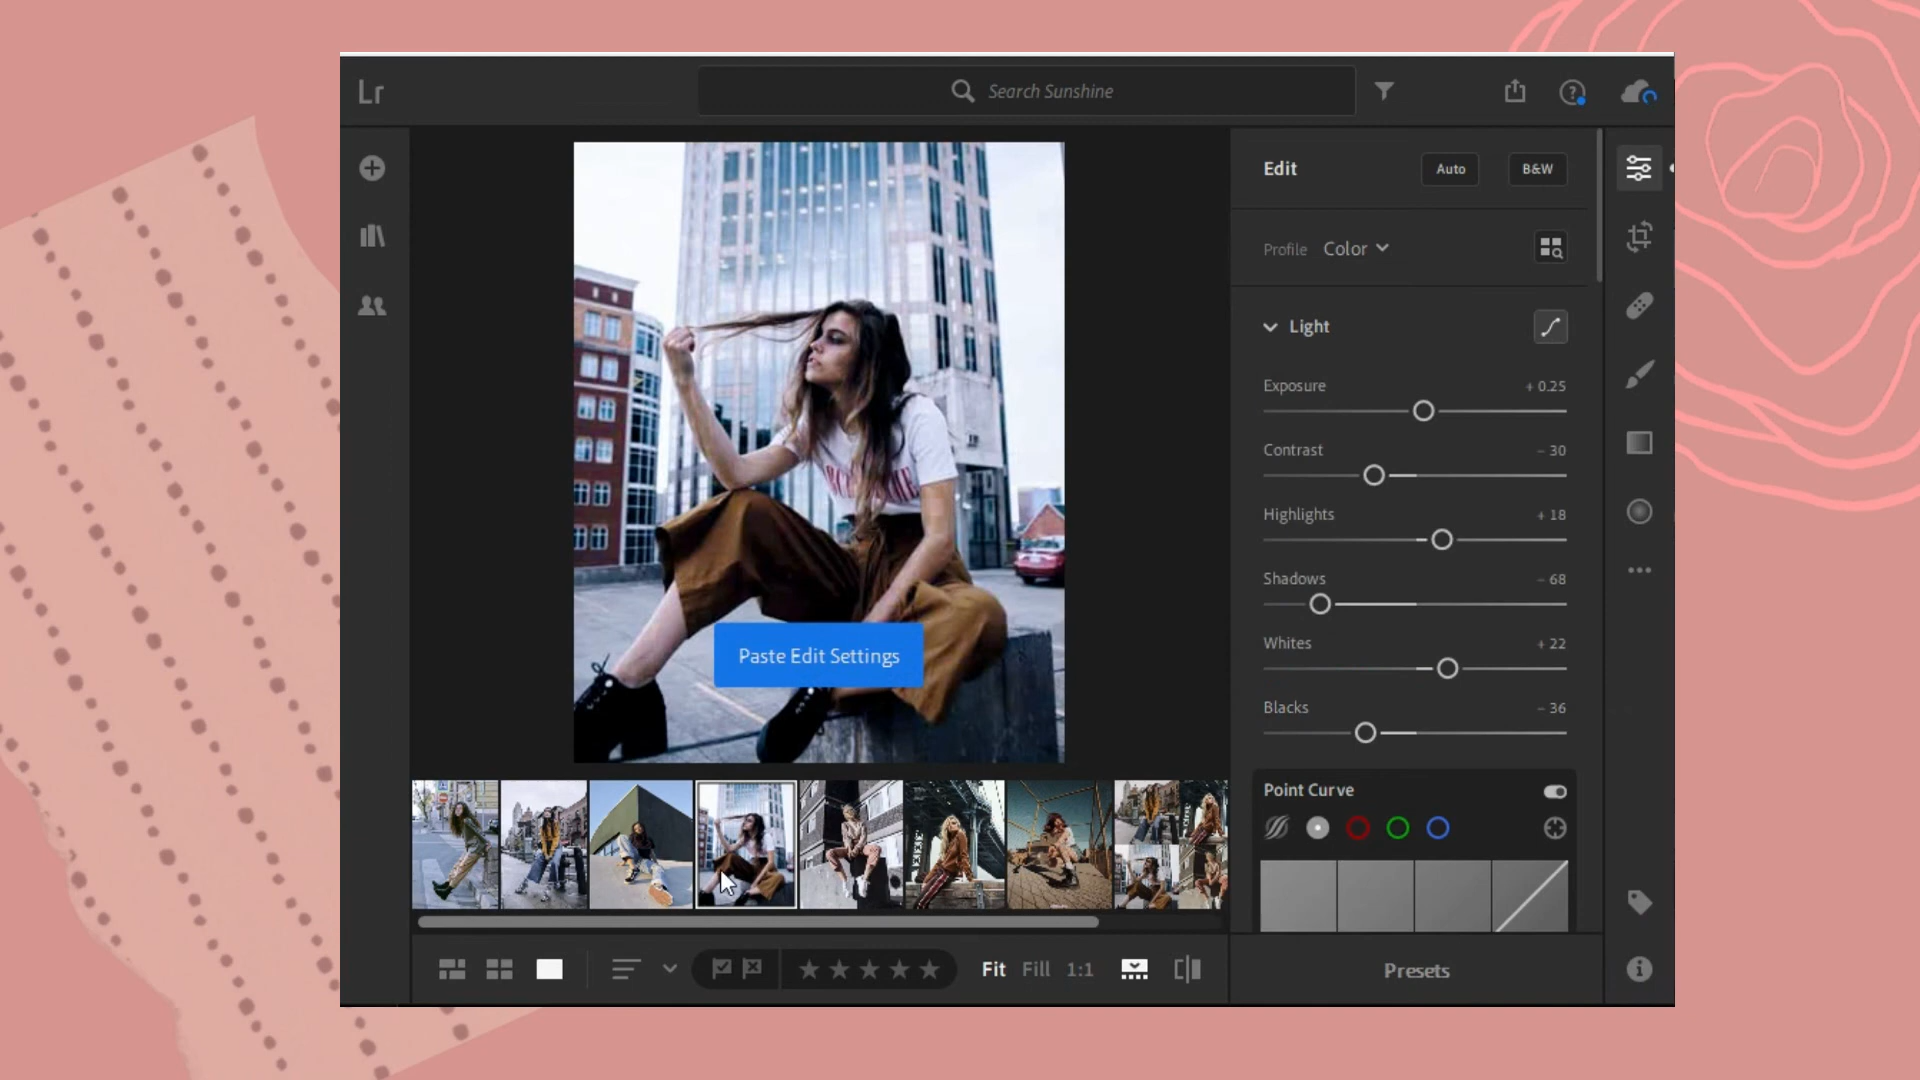 Lr
Search Sunshine
Edit
Auto
B&W
Profile Color
Light
Exposure + 0.25
Contrast − 30
Highlights + 18
Shadows − 68
Whites + 22
Blacks − 36
Paste Edit Settings
Point Curve
Fit Fill 1:1
Presets